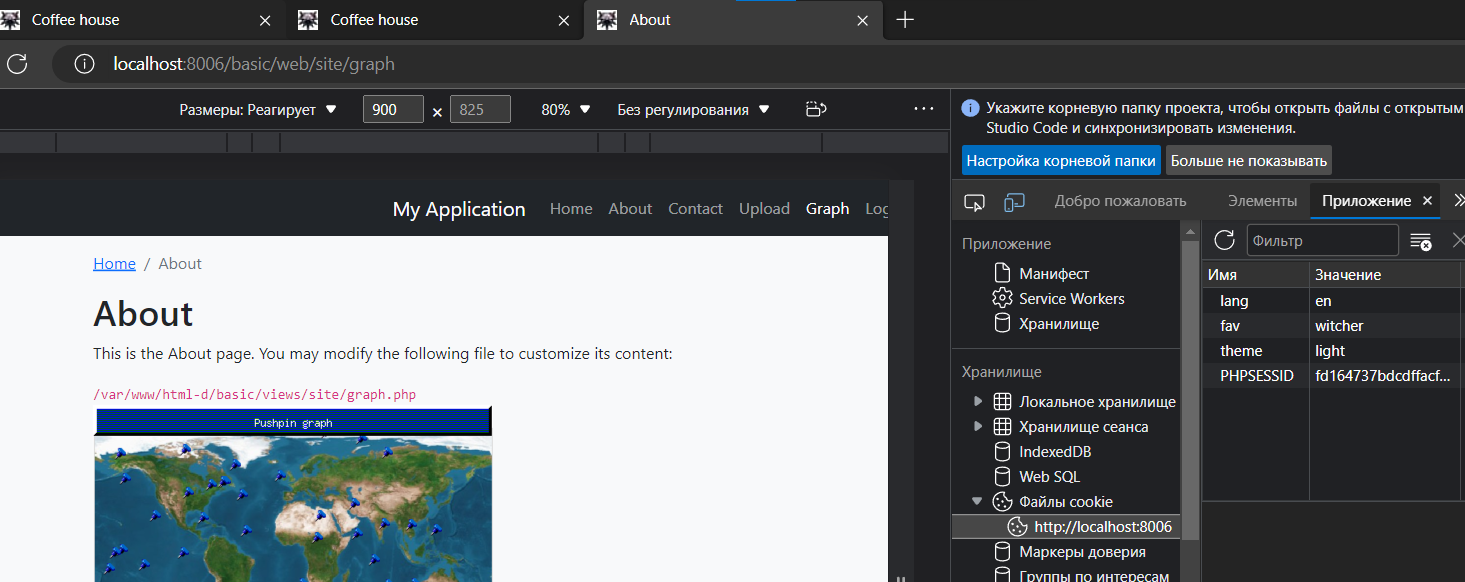 Coffee house
Coffee house
About
localhost:8006/basic/web/site/graph
Размеры: Реагирует
900 × 825
80%
Без регулирования
Укажите корневую папку проекта, чтобы открыть файлы с открытым
Studio Code и синхронизировать изменения.
Настройка корневой папки
Больше не показывать
Добро пожаловать
Элементы
Приложение
My Application
Home
About
Contact
Upload
Graph
Log
Home / About
About
This is the About page. You may modify the following file to customize its content:
/var/www/html-d/basic/views/site/graph.php
Pushpin graph
Приложение
Манифест
Service Workers
Хранилище
Хранилище
Локальное хранилище
Хранилище сеанса
IndexedDB
Web SQL
Файлы cookie
http://localhost:8006
Маркеры доверия
Группы по интересам
Фильтр
Имя Значение
lang en
fav witcher
theme light
PHPSESSID fd164737bdcdffacf...